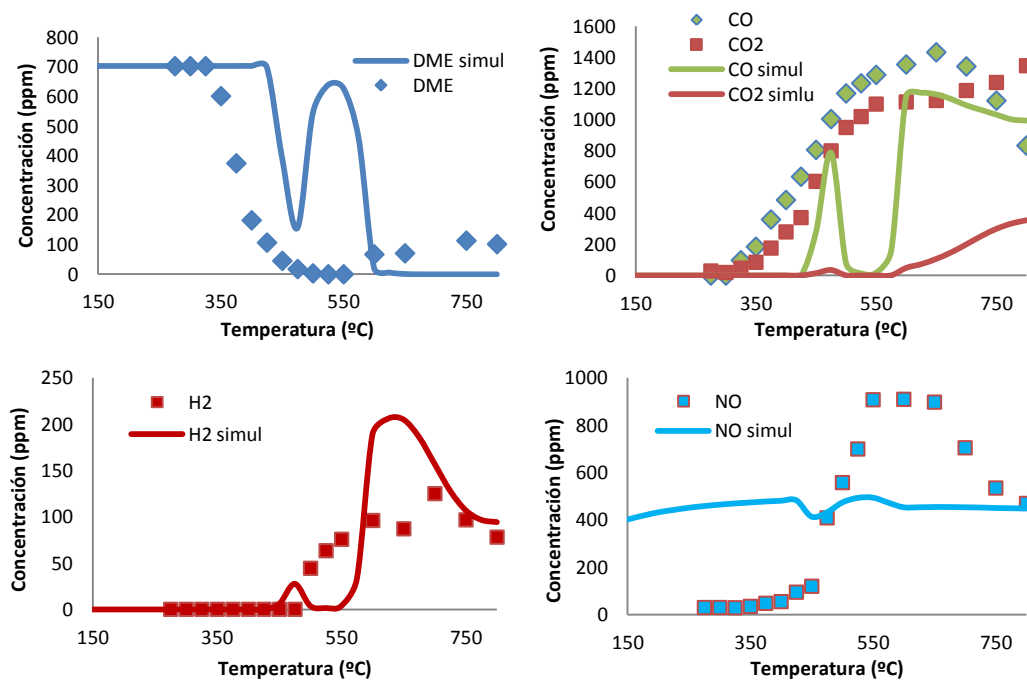 800
700
600
500
400
300
200
100
0
150
350
550
750
Concentración (ppm)
Temperatura (ºC)
DME simul
DME
CO
CO2
CO simul
CO2 simlu
1600
1400
1200
1000
800
600
400
200
0
150
350
550
750
Concentración (ppm)
Temperatura (ºC)
250
200
150
100
50
0
150
350
550
750
Concentración (ppm)
Temperatura (ºC)
H2
H2 simul
1000
800
600
400
200
0
150
350
550
750
Concentración (ppm)
Temperatura (ºC)
NO
NO simul